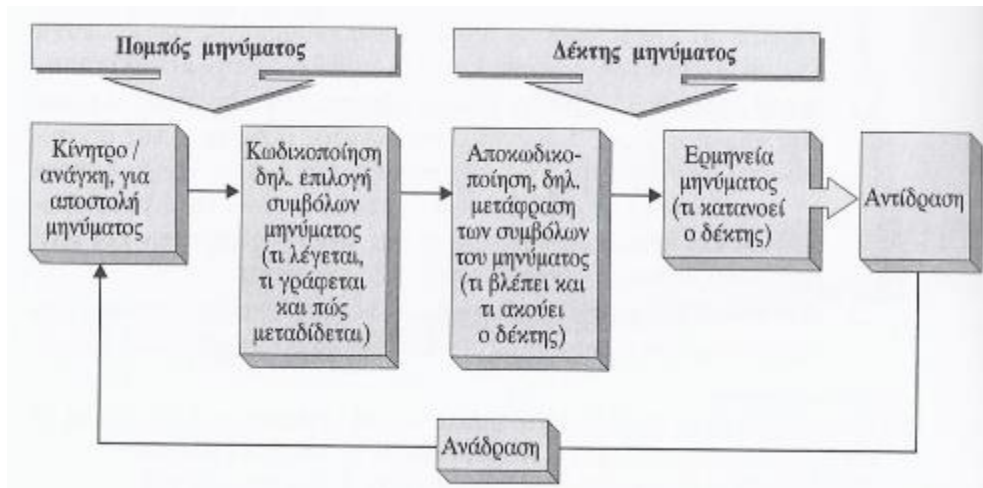 Πομπός μηνύματος
Δέκτης μηνύματος
Κίνητρο /
ανάγκη, για
αποστολή
μηνύματος
Κωδικοποίηση
δηλ. επιλογή
συμβόλων
μηνύματος
(τι λέγεται,
τι γράφεται
και πώς
μεταδίδεται)
Αποκωδικο-
ποίηση, δηλ.
μετάφραση
των συμβόλων
του μηνύματος
(τι βλέπει και
τι ακούει
ο δέκτης)
Ερμηνεία
μηνύματος
(τι κατανοεί
ο δέκτης)
Αντίδραση
Ανάδραση